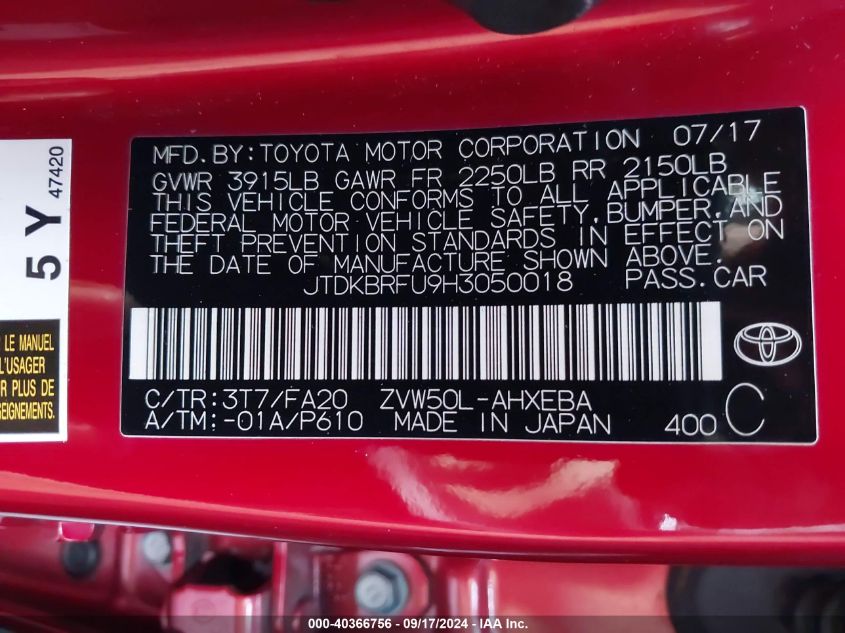 MFD. BY: TOYOTA MOTOR CORPORATION 07/17
GVWR 3915LB GAWR FR 2250LB RR 2150LB
THIS VEHICLE CONFORMS TO ALL APPLICABLE
FEDERAL MOTOR VEHICLE SAFETY, BUMPER, AND
THEFT PREVENTION STANDARDS IN EFFECT ON
THE DATE OF MANUFACTURE SHOWN ABOVE.
JTDKBRFU9H3050018 PASS.CAR
C/TR: 3T7/FA20 ZVW50L-AHXEBA
A/TM: -01A/P610 MADE IN JAPAN 400 C
5 Y 47420
LE MANUEL
L'USAGER
PLUS DE
SEIGNEMENTS.
000-40366756 - 09/17/2024 - IAAI - Copyright IAA, Inc.